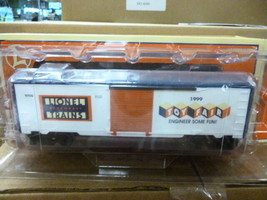 LIONEL
TRAINS
1999
TOY FAIR
ENGINEER SOME FUN!